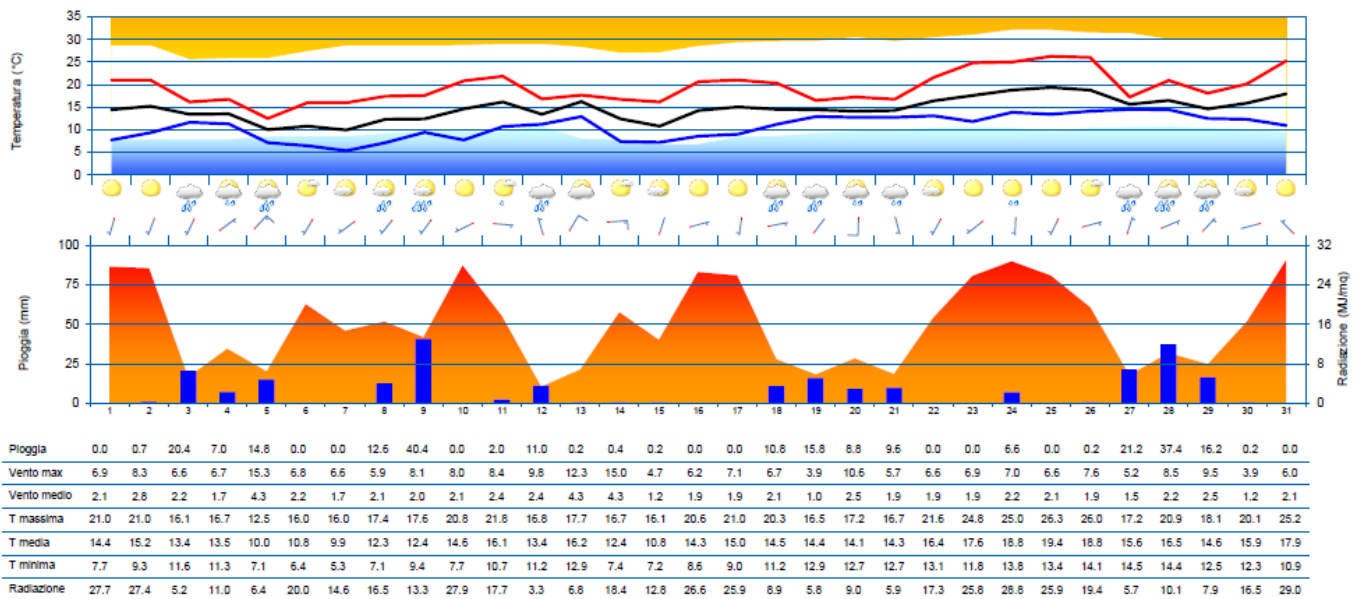 35
30
25
20
15
10
5
0
Temperatura (°C)
100
75
50
25
0
Pioggia (mm)
32
24
16
8
0
Radiazione (MJ/mq)
1 2 3 4 5 6 7 8 9 10 11 12 13 14 15 16 17 18 19 20 21 22 23 24 25 26 27 28 29 30 31
Pioggia 0.0 0.7 20.4 7.0 14.8 0.0 0.0 12.6 40.4 0.0 2.0 11.0 0.2 0.4 0.2 0.0 0.0 10.8 15.8 8.8 9.6 0.0 0.0 6.6 0.0 0.2 21.2 37.4 16.2 0.2 0.0
Vento max 6.9 8.3 6.6 6.7 15.3 6.8 6.6 5.9 8.1 8.0 8.4 9.8 12.3 15.0 4.7 6.2 7.1 6.7 3.9 10.6 5.7 6.6 6.9 7.0 6.6 7.6 5.2 8.5 9.5 3.9 6.0
Vento medio 2.1 2.8 2.2 1.7 4.3 2.2 1.7 2.1 2.0 2.1 2.4 2.4 4.3 4.3 1.2 1.9 1.9 2.1 1.0 2.5 1.9 1.9 1.9 2.2 2.1 1.9 1.5 2.2 2.5 1.2 2.1
T massima 21.0 21.0 16.1 16.7 12.5 16.0 16.0 17.4 17.6 20.8 21.8 16.8 17.7 16.7 16.1 20.6 21.0 20.3 16.5 17.2 16.7 21.6 24.8 25.0 26.3 26.0 17.2 20.9 18.1 20.1 25.2
T media 14.4 15.2 13.4 13.5 10.0 10.8 9.9 12.3 12.4 14.6 16.1 13.4 16.2 12.4 10.8 14.3 15.0 14.5 14.4 14.1 14.3 16.4 17.6 18.8 19.4 18.8 15.6 16.5 14.6 15.9 17.9
T minima 7.7 9.3 11.6 11.3 7.1 6.4 5.3 7.1 9.4 7.7 10.7 11.2 12.9 7.4 7.2 8.6 9.0 11.2 12.9 12.7 12.7 13.1 11.8 13.8 13.4 14.1 14.5 14.4 12.5 12.3 10.9
Radiazione 27.7 27.4 5.2 11.0 6.4 20.0 14.6 16.5 13.3 27.9 17.7 3.3 6.8 18.4 12.8 26.6 25.9 8.9 5.8 9.0 5.9 17.3 25.8 28.8 25.9 19.4 5.7 10.1 7.9 16.5 29.0